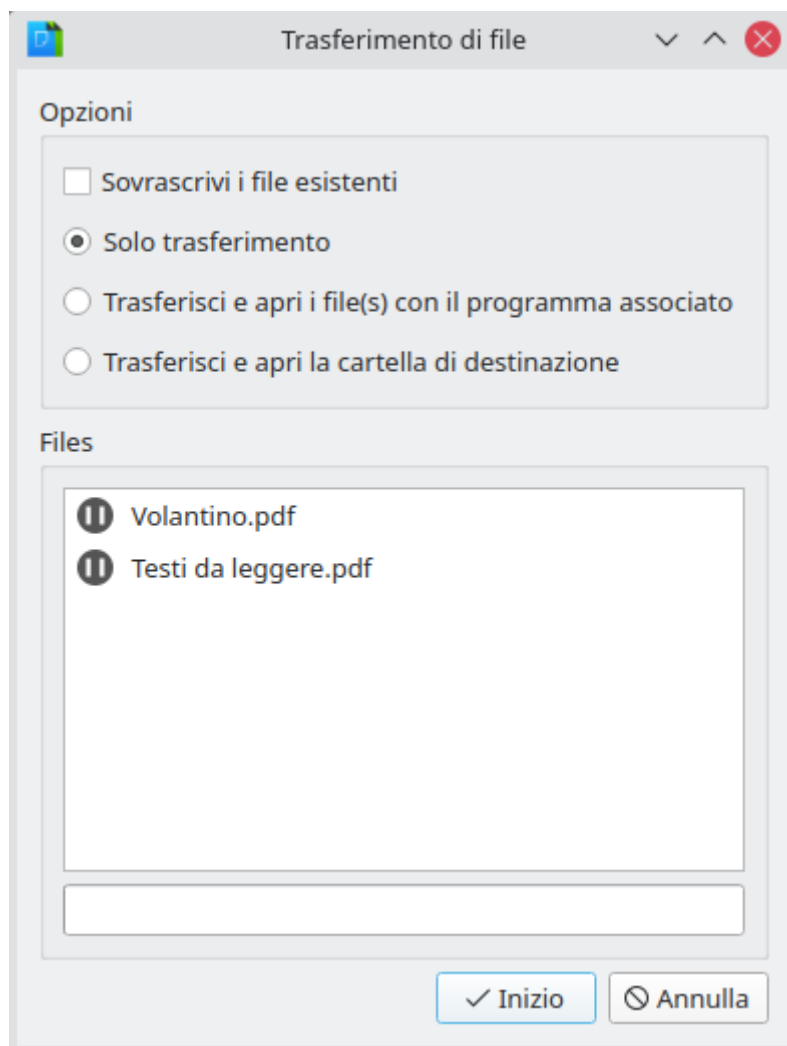 Trasferimento di file
Opzioni
Sovrascrivi i file esistenti
Solo trasferimento
Trasferisci e apri i file(s) con il programma associato
Trasferisci e apri la cartella di destinazione
Files
Volantino.pdf
Testi da leggere.pdf
Inizio
Annulla